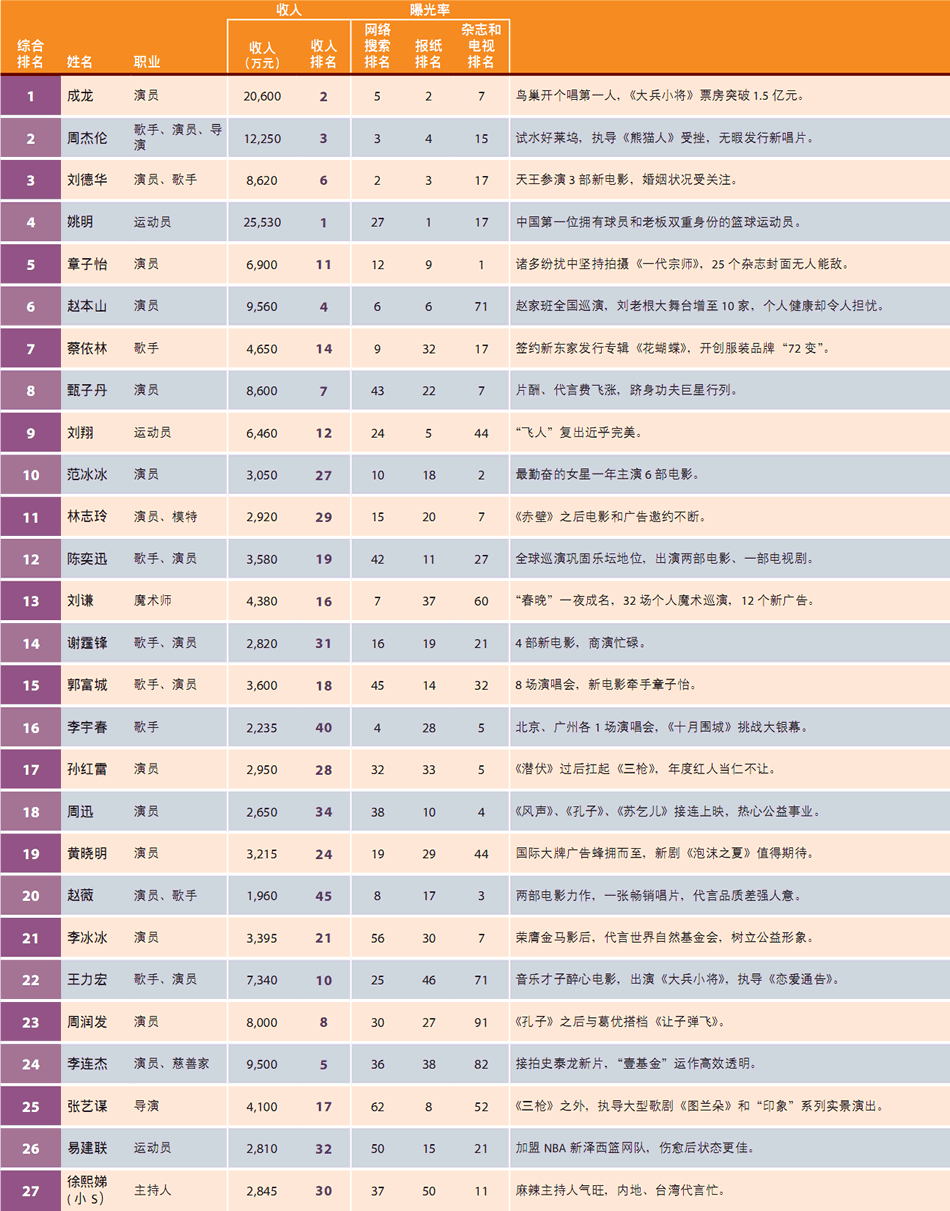 收入 曝光率
综合排名 姓名 职业 收入(万元) 收入排名 网络搜索排名 报纸排名 杂志和电视排名
1 成龙 演员 20,600 2 5 2 7 鸟巢开个唱第一人，《大兵小将》票房突破1.5亿元。
2 周杰伦 歌手、演员、导演 12,250 3 3 4 15 试水好莱坞，执导《熊猫人》受挫，无暇发行新唱片。
3 刘德华 演员、歌手 8,620 6 2 3 17 天王参演3部新电影，婚姻状况受关注。
4 姚明 运动员 25,530 1 27 1 17 中国第一位拥有球员和老板双重身份的篮球运动员。
5 章子怡 演员 6,900 11 12 9 1 诸多纷扰中坚持拍摄《一代宗师》，25个杂志封面无人能敌。
6 赵本山 演员 9,560 4 6 6 71 赵家班全国巡演，刘老根大舞台增至10家，个人健康却令人担忧。
7 蔡依林 歌手 4,650 14 9 32 17 签约新东家发行专辑《花蝴蝶》，开创服装品牌“72变”。
8 甄子丹 演员 8,600 7 43 22 7 片酬、代言费飞涨，跻身功夫巨星行列。
9 刘翔 运动员 6,460 12 24 5 44 “飞人”复出近乎完美。
10 范冰冰 演员 3,050 27 10 18 2 最勤奋的女星一年主演6部电影。
11 林志玲 演员、模特 2,920 29 15 20 7 《赤壁》之后电影和广告邀约不断。
12 陈奕迅 歌手、演员 3,580 19 42 11 27 全球巡演巩固乐坛地位，出演两部电影、一部电视剧。
13 刘谦 魔术师 4,380 16 7 37 60 “春晚”一夜成名，32场个人魔术巡演，12个新广告。
14 谢霆锋 歌手、演员 2,820 31 16 19 21 4部新电影，商演忙碌。
15 郭富城 歌手、演员 3,600 18 45 14 32 8场演唱会，新电影牵手章子怡。
16 李宇春 歌手 2,235 40 4 28 5 北京、广州各1场演唱会，《十月围城》挑战大银幕。
17 孙红雷 演员 2,950 28 32 33 5 《潜伏》过后扛起《三枪》，年度红人当仁不让。
18 周迅 演员 2,650 34 38 10 4 《风声》、《孔子》、《苏乞儿》接连上映，热心公益事业。
19 黄晓明 演员 3,215 24 19 29 44 国际大牌广告蜂拥而至，新剧《泡沫之夏》值得期待。
20 赵薇 演员、歌手 1,960 45 8 17 3 两部电影力作，一张畅销唱片，代言品质差强人意。
21 李冰冰 演员 3,395 21 56 30 7 荣膺金马影后，代言世界自然基金会，树立公益形象。
22 王力宏 歌手、演员 7,340 10 25 46 71 音乐才子醉心电影，出演《大兵小将》，执导《恋爱通告》。
23 周润发 演员 8,000 8 30 27 91 《孔子》之后与葛优搭档《让子弹飞》。
24 李连杰 演员、慈善家 9,500 5 36 38 82 接拍史泰龙新片，“壹基金”运作高效透明。
25 张艺谋 导演 4,100 17 62 8 52 《三枪》之外，执导大型歌剧《图兰朵》和“印象”系列实景演出。
26 易建联 运动员 2,810 32 50 15 21 加盟NBA新泽西篮网队，伤愈后状态更佳。
27 徐熙娣(小S) 主持人 2,845 30 37 50 11 麻辣主持人气旺，内地、台湾代言忙。